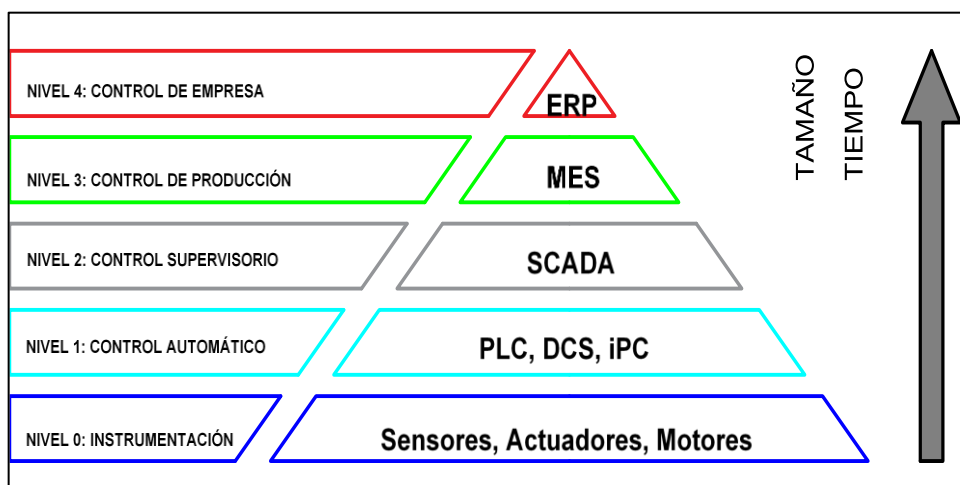 NIVEL 4: CONTROL DE EMPRESA
ERP
NIVEL 3: CONTROL DE PRODUCCIÓN
MES
NIVEL 2: CONTROL SUPERVISORIO
SCADA
NIVEL 1: CONTROL AUTOMÁTICO
PLC, DCS, iPC
NIVEL 0: INSTRUMENTACIÓN
Sensores, Actuadores, Motores
TAMAÑO
TIEMPO